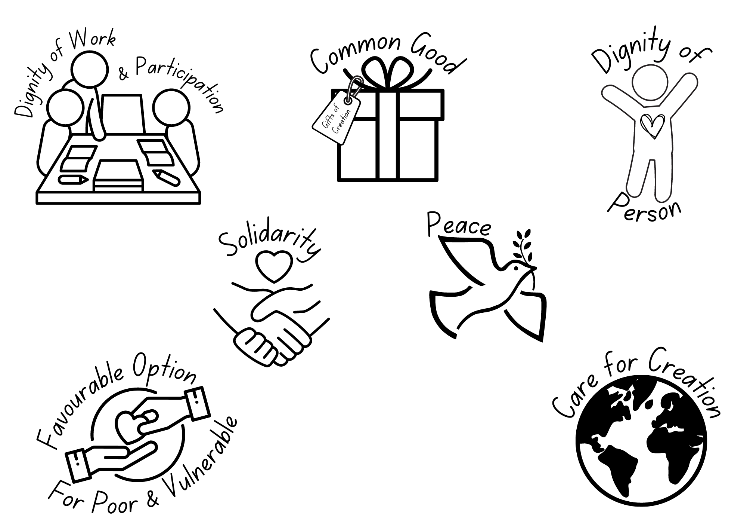 Dignity of Work
& Participation
Common Good
Gifts of
Creation
Dignity of
Person
Solidarity
Peace
Favourable Option
For Poor & Vulnerable
Care for Creation